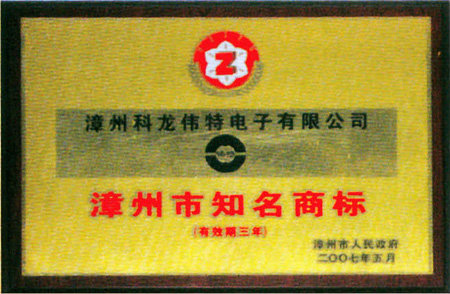 Z
漳州科龙伟特电子有限公司
漳州市知名商标
(有效期三年)
漳州市人民政府
二〇〇七年五月